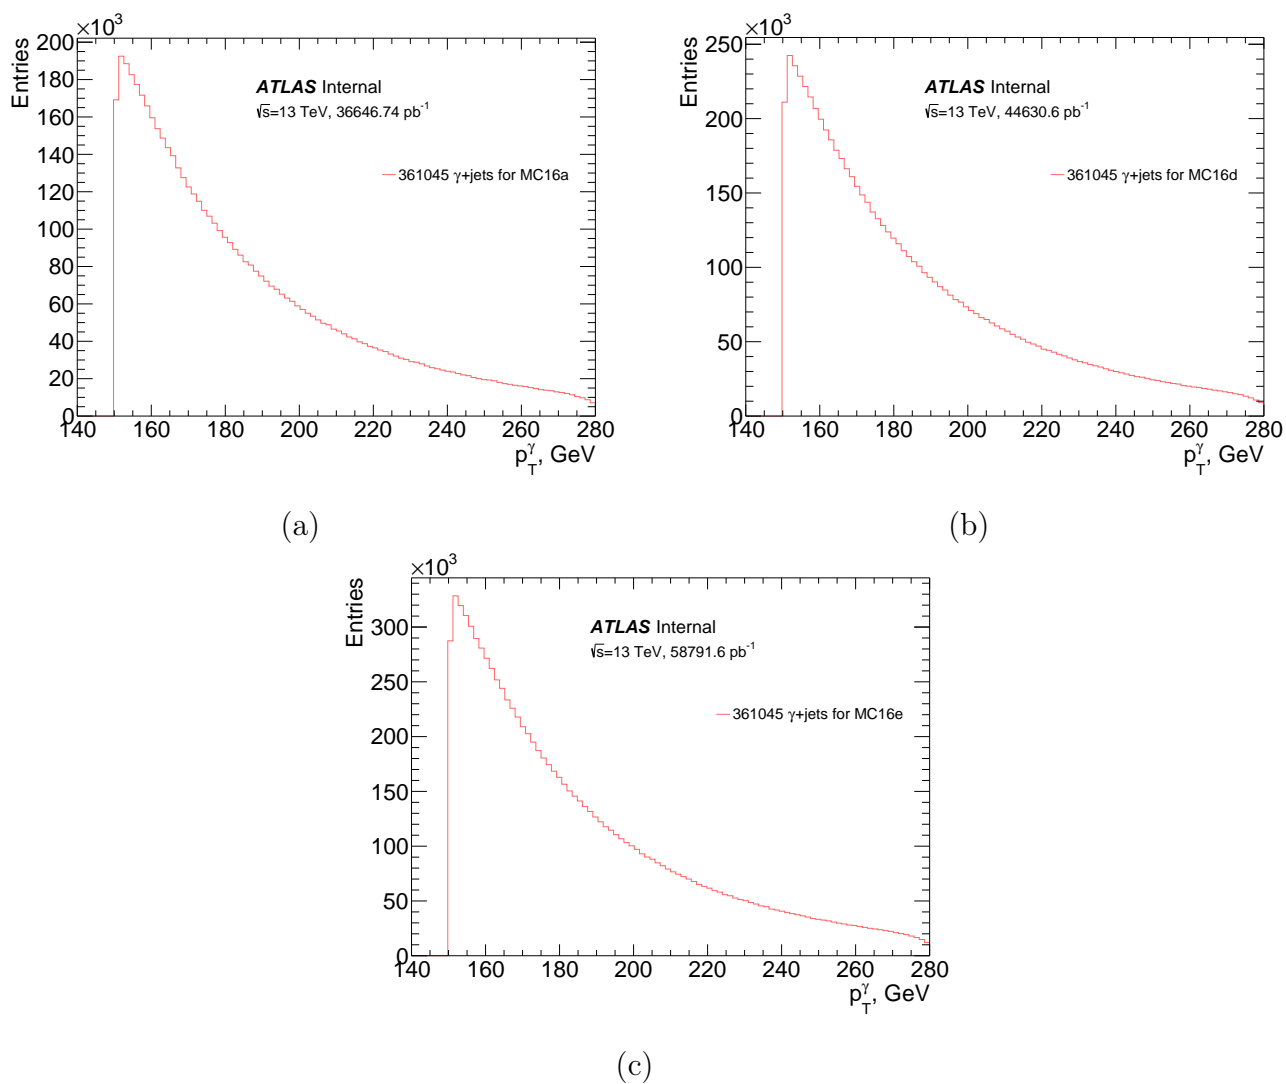 ×10³
Entries
200
180
160
140
120
100
80
60
40
20
0
ATLAS Internal
√s=13 TeV, 36646.74 pb⁻¹
361045 γ+jets for MC16a
140 160 180 200 220 240 260 280
p_T^γ, GeV
(a)
×10³
Entries
250
200
150
100
50
0
ATLAS Internal
√s=13 TeV, 44630.6 pb⁻¹
361045 γ+jets for MC16d
140 160 180 200 220 240 260 280
p_T^γ, GeV
(b)
×10³
Entries
300
250
200
150
100
50
0
ATLAS Internal
√s=13 TeV, 58791.6 pb⁻¹
361045 γ+jets for MC16e
140 160 180 200 220 240 260 280
p_T^γ, GeV
(c)